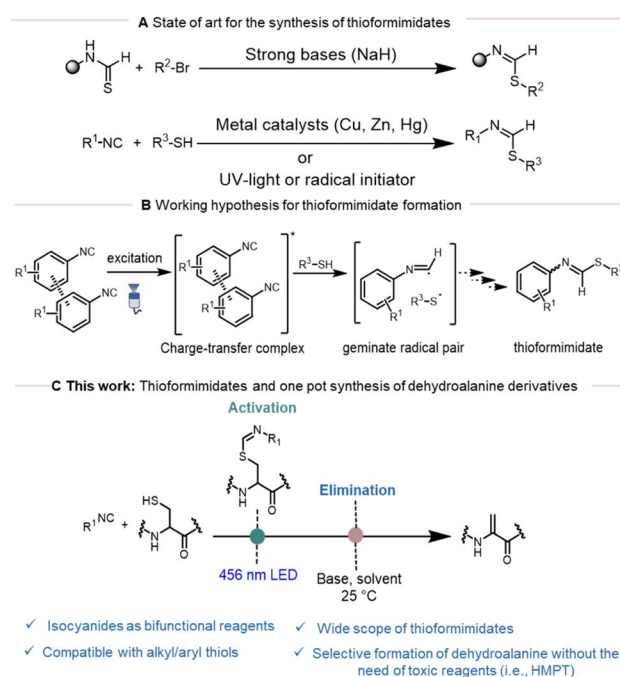 A State of art for the synthesis of thioformimidates
H
N H + R²-Br Strong bases (NaH) N H
S S R²
R¹-NC + R³-SH Metal catalysts (Cu, Zn, Hg) R₁ N H
or S R³
UV-light or radical initiator
B Working hypothesis for thioformimidate formation
NC excitation NC * R³-SH H
R¹ R¹ N N S
NC NC R³-S• H
R¹ R¹ R¹ R¹
Charge-transfer complex geminate radical pair thioformimidate
C This work: Thioformimidates and one pot synthesis of dehydroalanine derivatives
Activation
N R₁
S
Elimination
N
H O
R¹ NC + HS
N
H O
N
H O
456 nm LED
Base, solvent
25 °C
✓ Isocyanides as bifunctional reagents
✓ Wide scope of thioformimidates
✓ Compatible with alkyl/aryl thiols
✓ Selective formation of dehydroalanine without the
need of toxic reagents (i.e., HMPT)